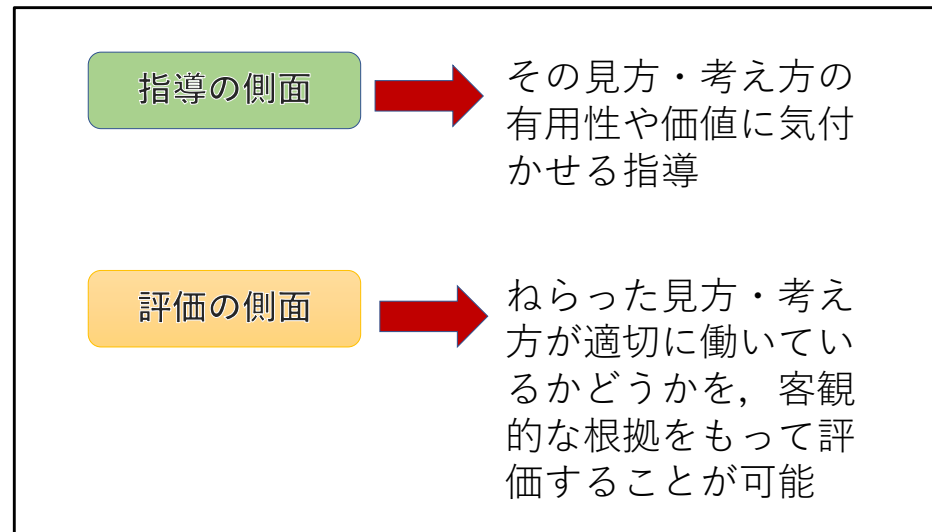 指導の側面
その見方・考え方の
有用性や価値に気付
かせる指導
評価の側面
ねらった見方・考え
方が適切に働いてい
るかどうかを，客観
的な根拠をもって評
価することが可能